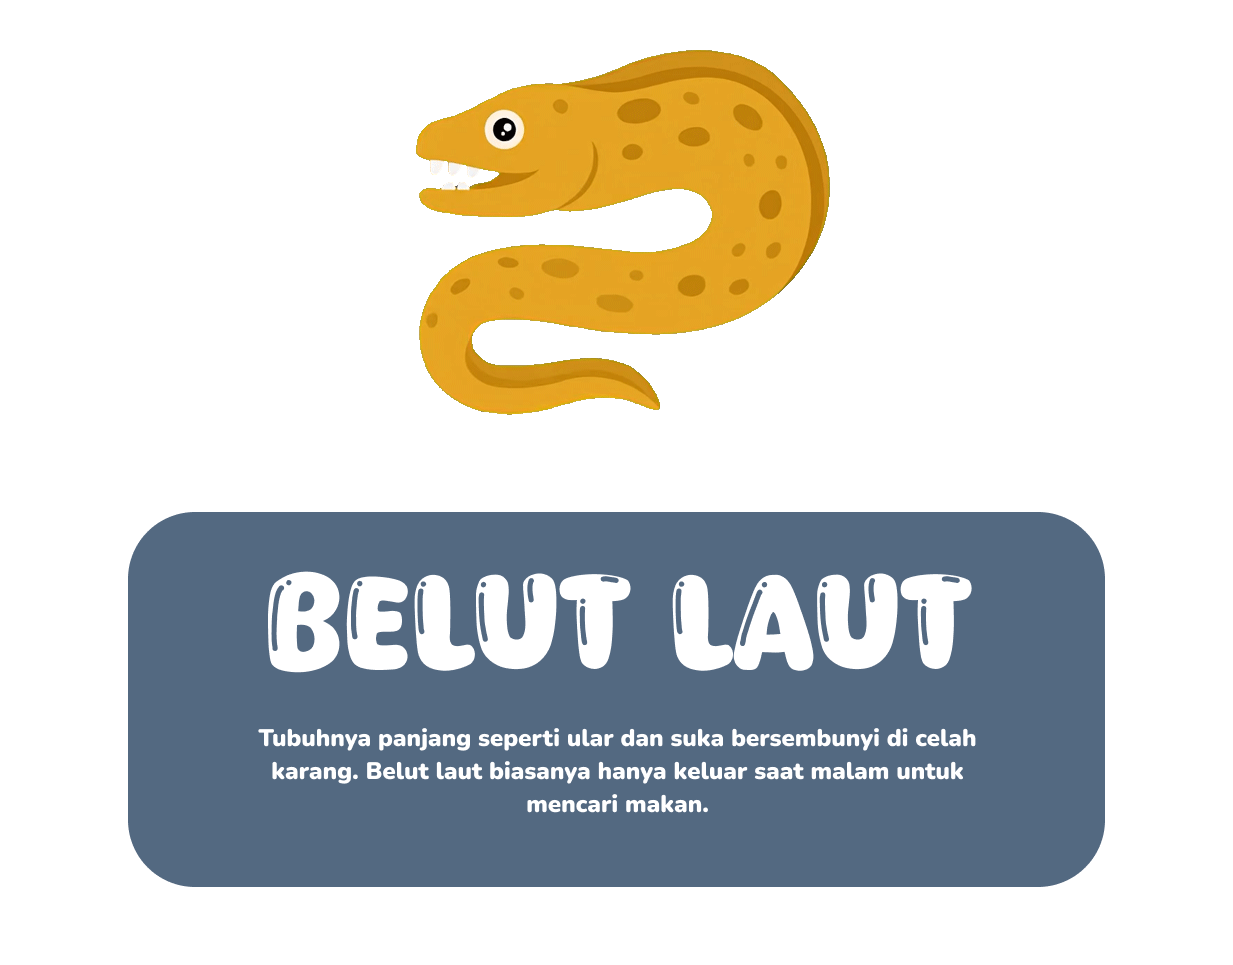 BELUT LAUT
Tubuhnya panjang seperti ular dan suka bersembunyi di celah
karang. Belut laut biasanya hanya keluar saat malam untuk
mencari makan.